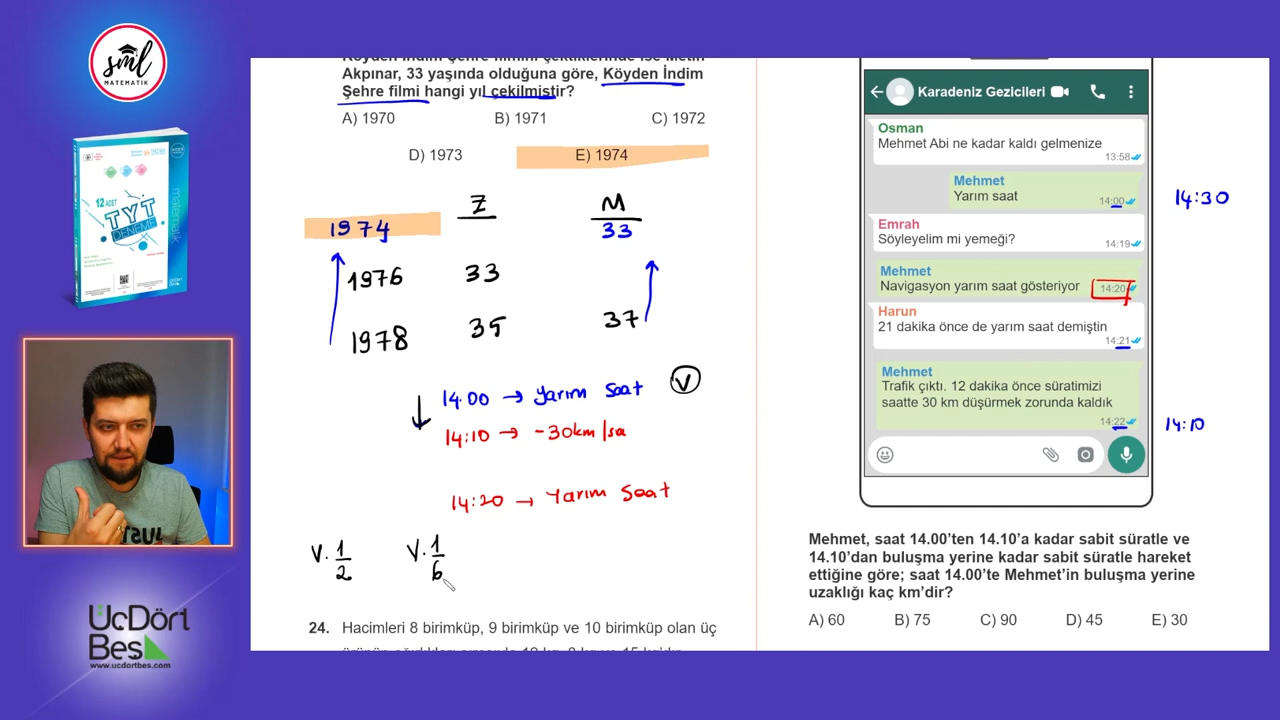 sml
MATEMATİK
12 ADET
TYT
DENEME
matematik
ÜçDört
Beş
www.ucdortbes.com
Köyden İndim Şehre filmini çektiklerinde ise Metin
Akpınar, 33 yaşında olduğuna göre, Köyden İndim
Şehre filmi hangi yıl çekilmiştir?
A) 1970
B) 1971
C) 1972
D) 1973
E) 1974
Z
M
1974
33
1976
33
1978
35
37
14.00 → Yarım saat
V
14:10 → -30km/sa
14:20 → Yarım saat
V. 1/2
V. 1/6
24. Hacimleri 8 birimküp, 9 birimküp ve 10 birimküp olan üç
Karadeniz Gezicileri
Osman
Mehmet Abi ne kadar kaldı gelmenize
13:58
Mehmet
Yarım saat
14:00
14:30
Emrah
Söyleyelim mi yemeği?
14:19
Mehmet
Navigasyon yarım saat gösteriyor
14:20
Harun
21 dakika önce de yarım saat demiştin
14:21
Mehmet
Trafik çıktı. 12 dakika önce süratimizi
saatte 30 km düşürmek zorunda kaldık
14:22
14:10
Mehmet, saat 14.00'ten 14.10'a kadar sabit süratle ve
14.10'dan buluşma yerine kadar sabit süratle hareket
ettiğine göre; saat 14.00'te Mehmet'in buluşma yerine
uzaklığı kaç km'dir?
A) 60
B) 75
C) 90
D) 45
E) 30